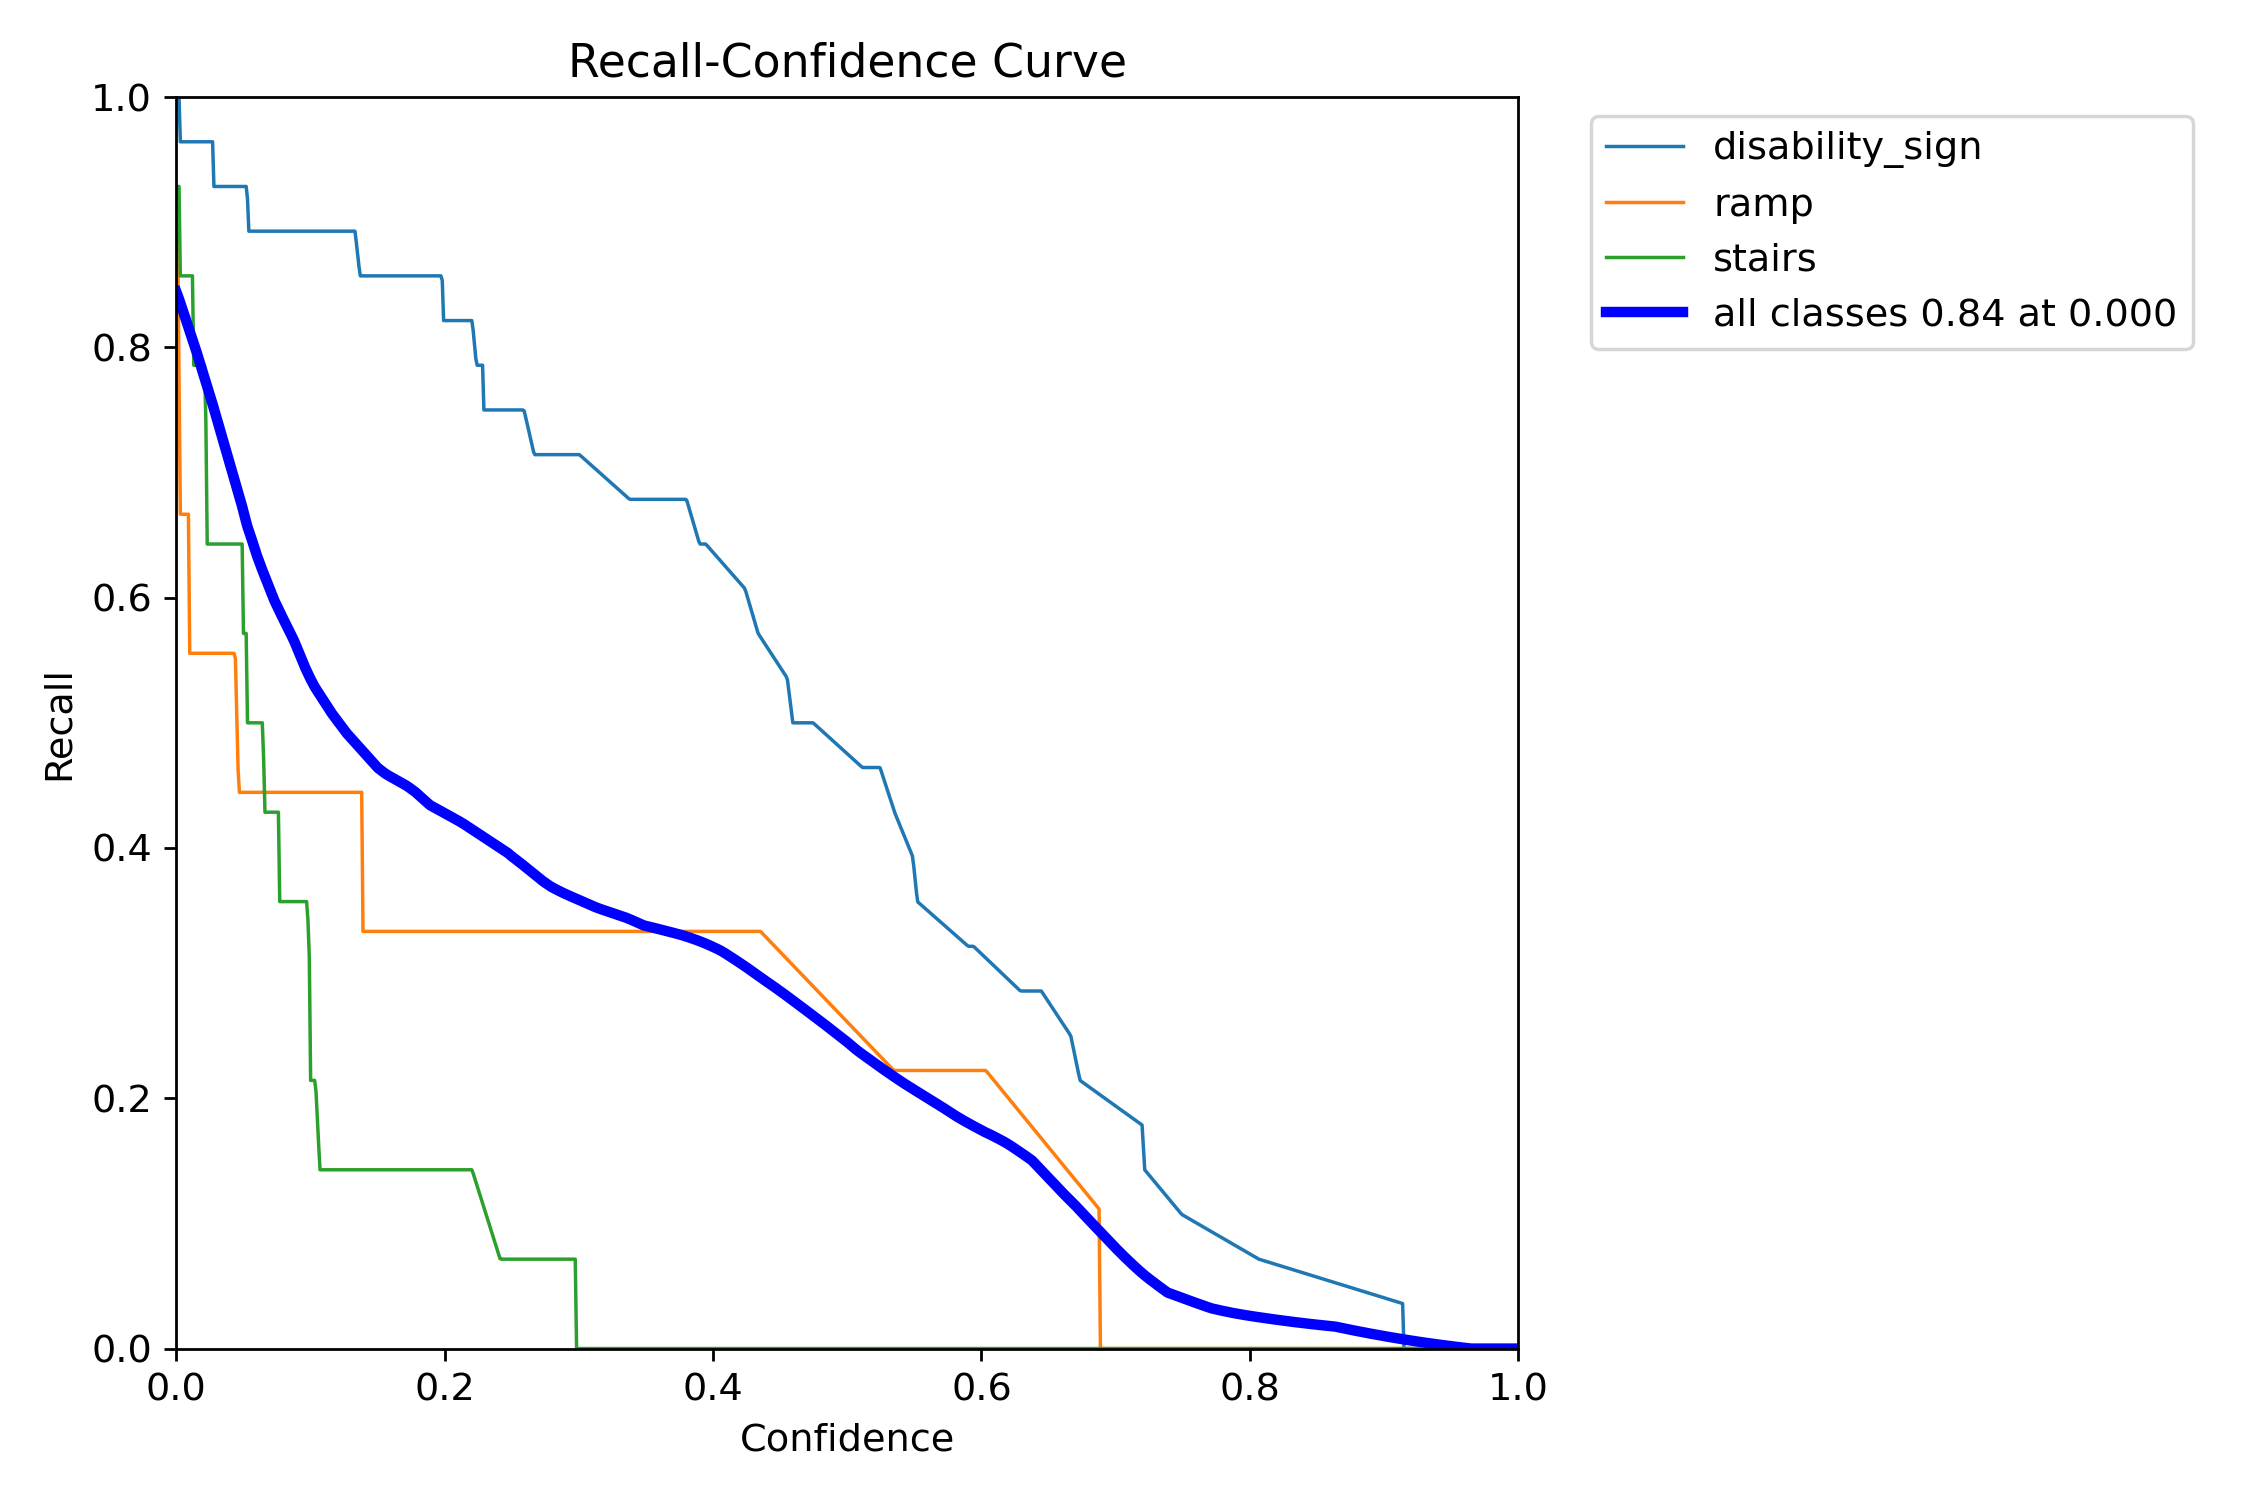 Recall-Confidence Curve
1.0
0.8
0.6
0.4
0.2
0.0
Recall
0.0 0.2 0.4 0.6 0.8 1.0
Confidence
disability_sign
ramp
stairs
all classes 0.84 at 0.000